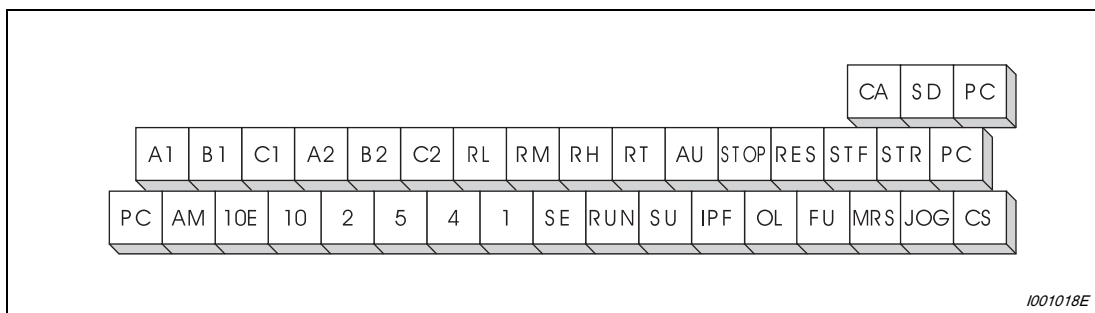 CA SD PC
A1 B1 C1 A2 B2 C2 RL RM RH RT AU STOP RES STF STR PC
PC AM 10E 10 2 5 4 1 SE RUN SU IPF OL FU MRS JOG CS
I001018E